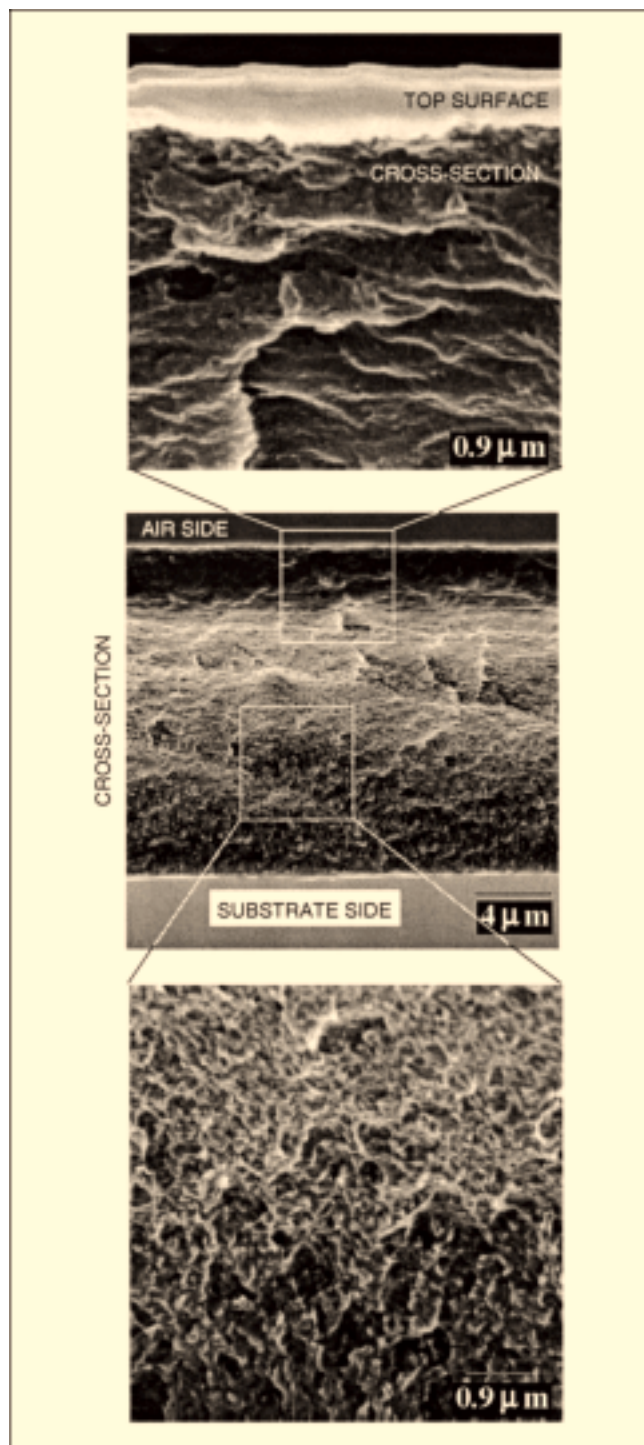 TOP SURFACE
CROSS-SECTION
0.9 μm
AIR SIDE
CROSS-SECTION
SUBSTRATE SIDE
4 μm
0.9 μm